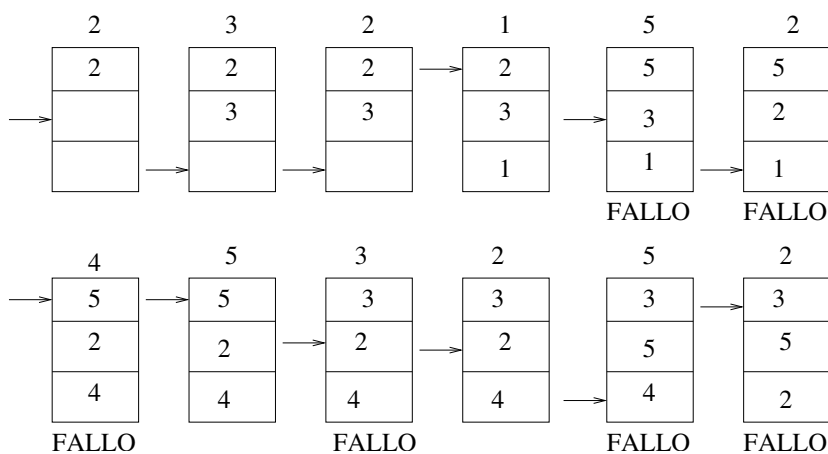 2 3 2 1 5 2
2 2 2 2 5 5
3 3 3 3 2
1 1 1
FALLO FALLO
4 5 3 2 5 2
5 5 3 3 3 3
2 2 2 2 5 5
4 4 4 4 4 2
FALLO FALLO FALLO FALLO